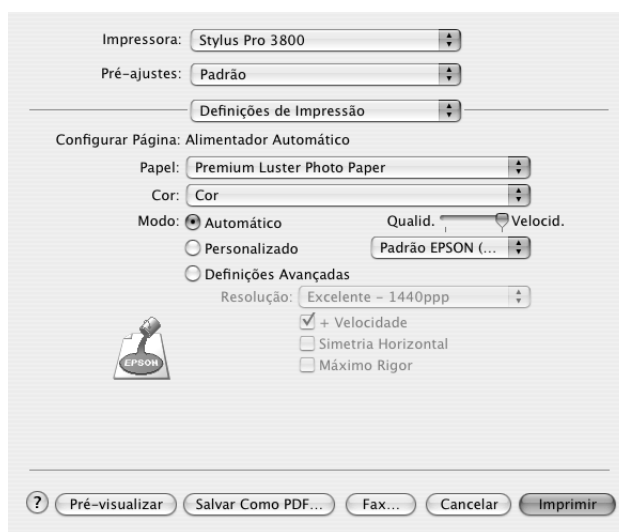 Impressora: Stylus Pro 3800
Pré-ajustes: Padrão
Definições de Impressão
Configurar Página: Alimentador Automático
Papel: Premium Luster Photo Paper
Cor: Cor
Modo: Automático Qualid. Velocid.
Personalizado Padrão EPSON (...
Definições Avançadas
Resolução: Excelente - 1440ppp
+ Velocidade
Simetria Horizontal
Máximo Rigor
EPSON
? Pré-visualizar Salvar Como PDF... Fax... Cancelar Imprimir